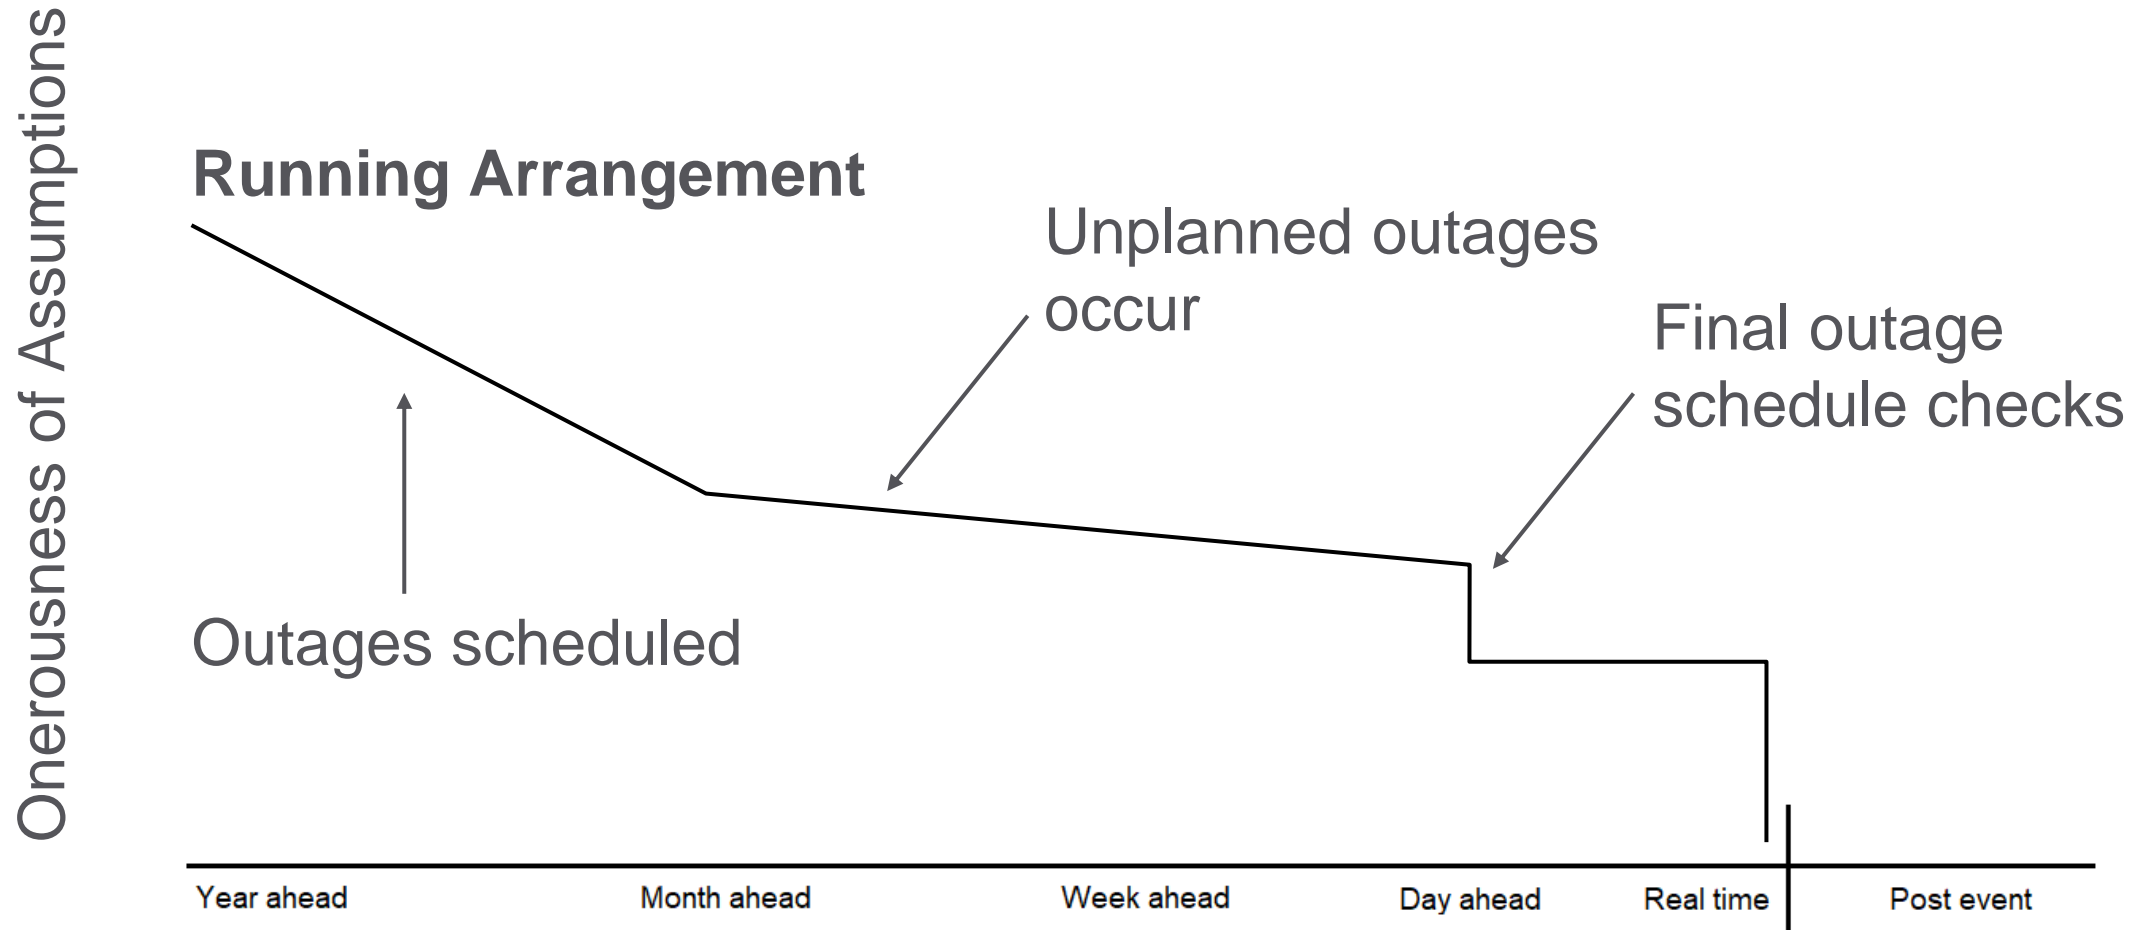 Onerousness of Assumptions
Running Arrangement
Unplanned outages
occur
Final outage
schedule checks
Outages scheduled
Year ahead
Month ahead
Week ahead
Day ahead
Real time
Post event